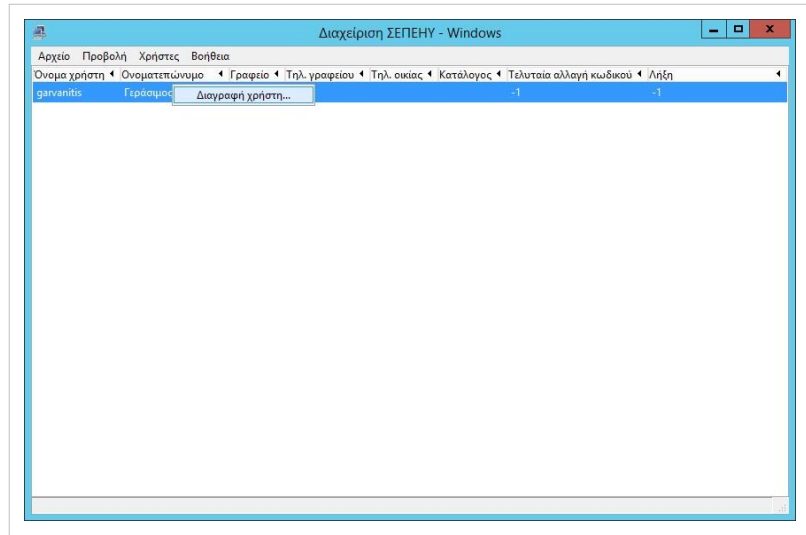 Διαχείριση ΣΕΠΕΗΥ - Windows
Αρχείο Προβολή Χρήστες Βοήθεια
Όνομα χρήστη Ονοματεπώνυμο Γραφείο Τηλ. γραφείου Τηλ. οικίας Κατάλογος Τελυταία αλλαγή κωδικού Λήξη
garvanitis Γεράσιμος -1 -1
Διαγραφή χρήστη...